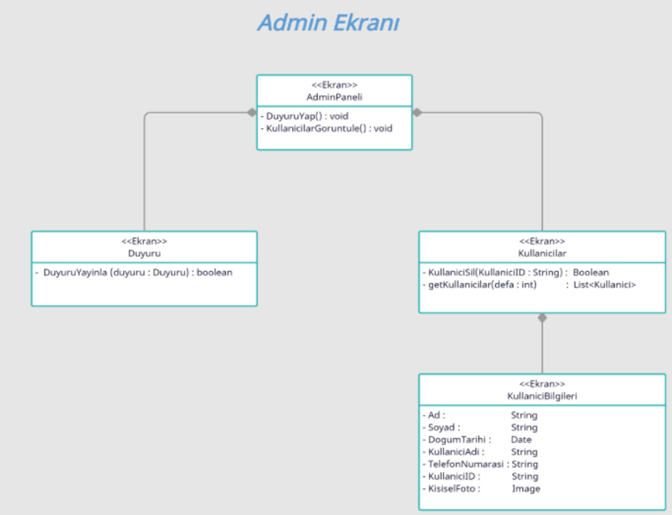 Admin Ekranı
<<Ekran>>
AdminPaneli
- DuyuruYap() : void
- KullanicilarGoruntule() : void
<<Ekran>>
Duyuru
- DuyuruYayinla (duyuru : Duyuru) : boolean
<<Ekran>>
Kullanicilar
- KullaniciSil(KullaniciID : String) : Boolean
- getKullanicilar(defa : int) : List<Kullanici>
<<Ekran>>
KullaniciBilgileri
- Ad : String
- Soyad : String
- DogumTarihi : Date
- KullaniciAdi : String
- TelefonNumarasi : String
- KullaniciID : String
- KisiselFoto : Image